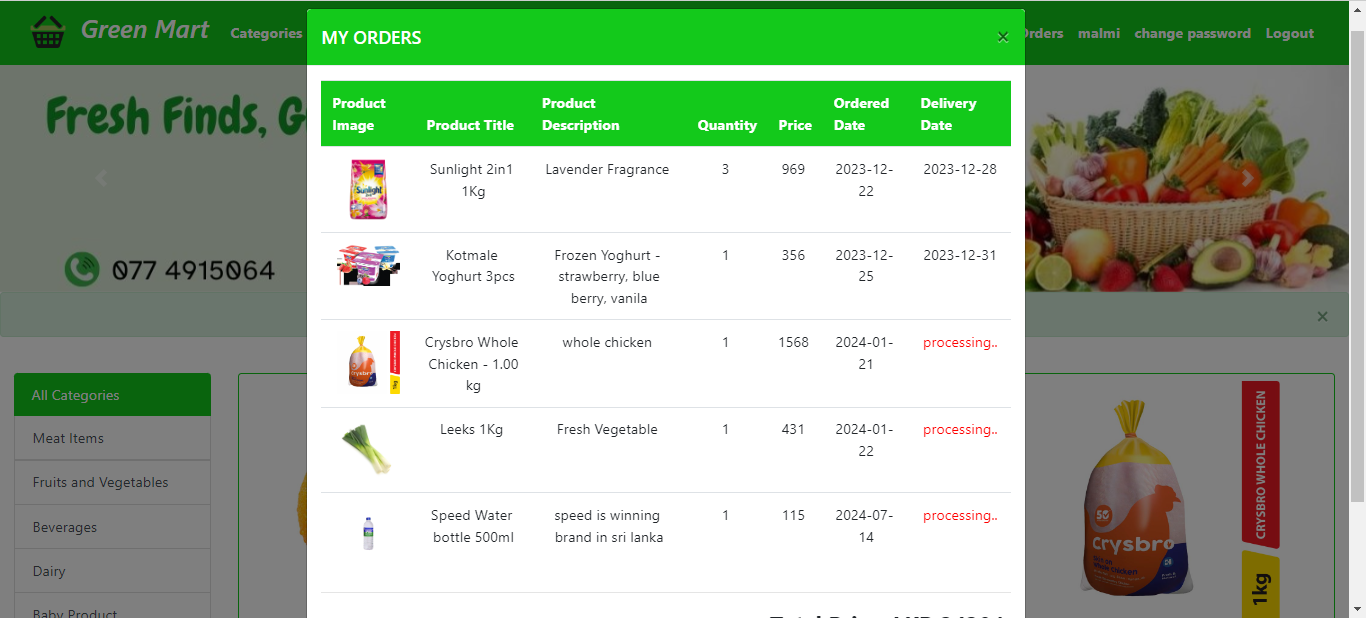 Green Mart
Categories
Orders
malmi
change password
Logout
MY ORDERS
×
Fresh Finds, G
077 4915064
Product
Image
Product Title
Product
Description
Quantity
Price
Ordered
Date
Delivery
Date
Sunlight
Sunlight 2in1
1Kg
Lavender Fragrance
3
969
2023-12-
22
2023-12-28
Kotmale
Yoghurt 3pcs
Frozen Yoghurt -
strawberry, blue
berry, vanila
1
356
2023-12-
25
2023-12-31
Crysbro
1kg
Crysbro Whole
Chicken - 1.00
kg
whole chicken
1
1568
2024-01-
21
processing..
Leeks 1Kg
Fresh Vegetable
1
431
2024-01-
22
processing..
Speed Water
bottle 500ml
speed is winning
brand in sri lanka
1
115
2024-07-
14
processing..
×
All Categories
Meat Items
Fruits and Vegetables
Beverages
Dairy
Baby Product
50
Crysbro
CRYSBRO WHOLE CHICKEN
1kg